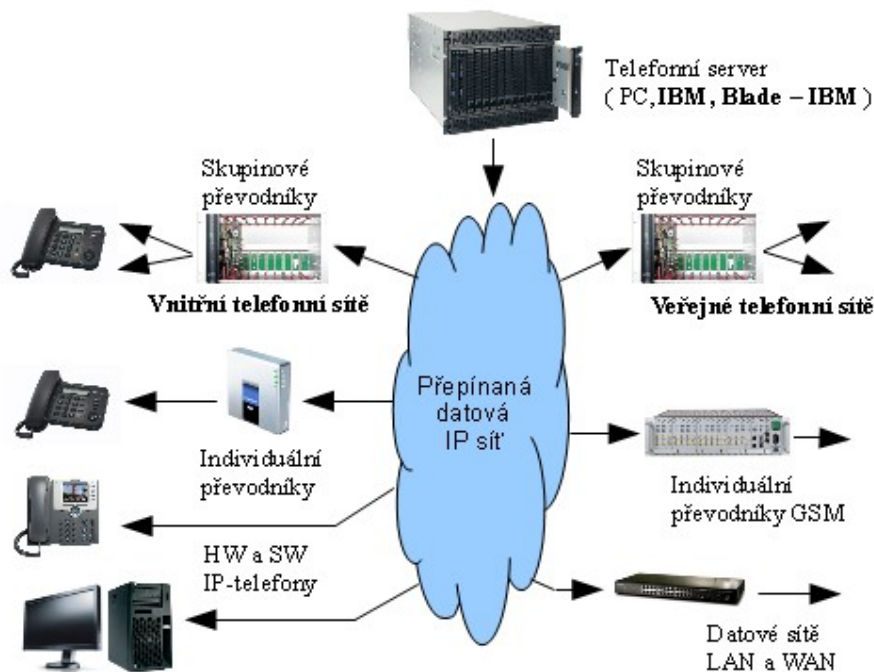 Telefonní server
( PC,IBM, Blade – IBM )
Skupinové
převodníky
Skupinové
převodníky
Vnitřní telefonní sítě
Veřejné telefonní sítě
Přepínaná
datová
IP síť
Individuální
převodníky
Individuální
převodníky GSM
HW a SW
IP-telefony
Datové sítě
LAN a WAN